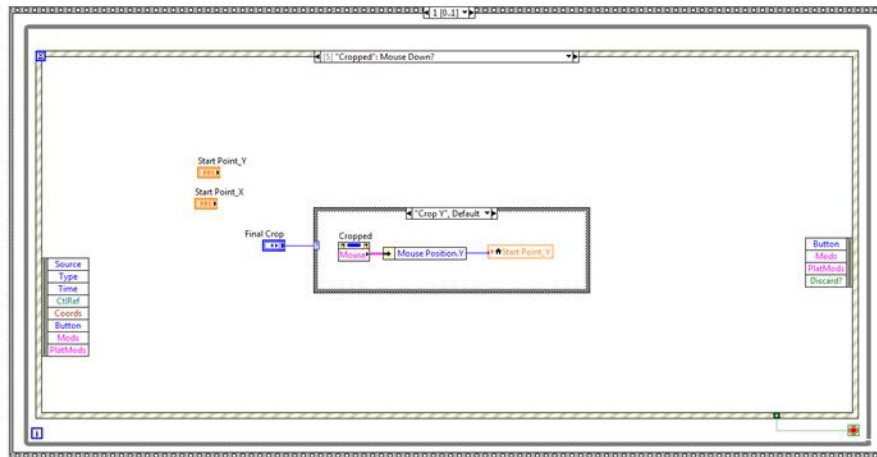 1 [0..1]
[5] "Cropped": Mouse Down?
Start Point_Y
Start Point_X
"Crop Y", Default
Final Crop
Cropped
Mouse
Mouse Position.Y
Start Point_Y
Source
Type
Time
CtlRef
Coords
Button
Mods
PlatMods
Button
Mods
PlatMods
Discard?
i